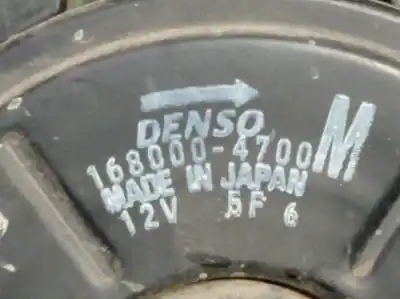 DENSO
168000-4700 M
MADE IN JAPAN
12V 5F 6